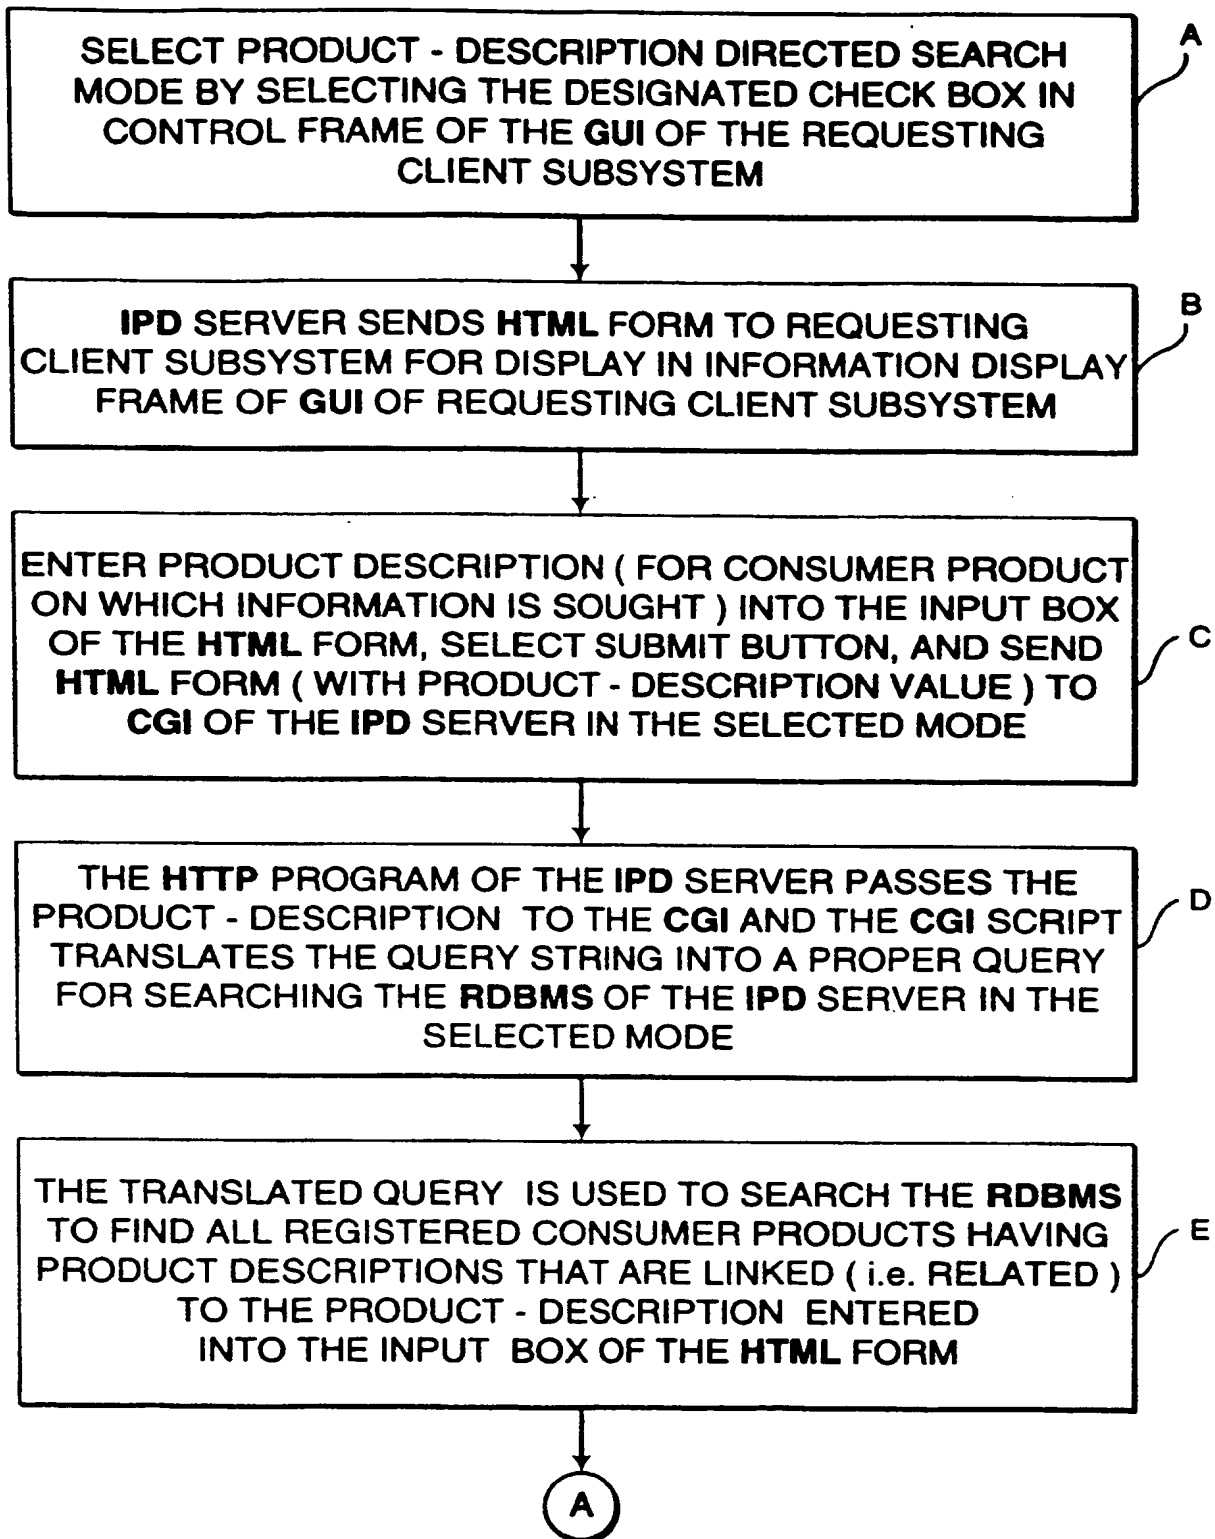 SELECT PRODUCT - DESCRIPTION DIRECTED SEARCH
MODE BY SELECTING THE DESIGNATED CHECK BOX IN
CONTROL FRAME OF THE GUI OF THE REQUESTING
CLIENT SUBSYSTEM
A
IPD SERVER SENDS HTML FORM TO REQUESTING
CLIENT SUBSYSTEM FOR DISPLAY IN INFORMATION DISPLAY
FRAME OF GUI OF REQUESTING CLIENT SUBSYSTEM
B
ENTER PRODUCT DESCRIPTION ( FOR CONSUMER PRODUCT
ON WHICH INFORMATION IS SOUGHT ) INTO THE INPUT BOX
OF THE HTML FORM, SELECT SUBMIT BUTTON, AND SEND
HTML FORM ( WITH PRODUCT - DESCRIPTION VALUE ) TO
CGI OF THE IPD SERVER IN THE SELECTED MODE
C
THE HTTP PROGRAM OF THE IPD SERVER PASSES THE
PRODUCT - DESCRIPTION TO THE CGI AND THE CGI SCRIPT
TRANSLATES THE QUERY STRING INTO A PROPER QUERY
FOR SEARCHING THE RDBMS OF THE IPD SERVER IN THE
SELECTED MODE
D
THE TRANSLATED QUERY IS USED TO SEARCH THE RDBMS
TO FIND ALL REGISTERED CONSUMER PRODUCTS HAVING
PRODUCT DESCRIPTIONS THAT ARE LINKED ( i.e. RELATED )
TO THE PRODUCT - DESCRIPTION ENTERED
INTO THE INPUT BOX OF THE HTML FORM
E
A